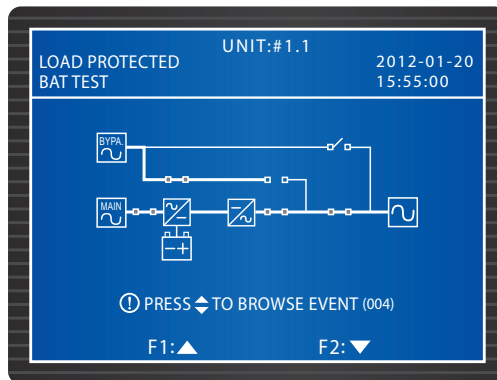 UNIT:#1.1
LOAD PROTECTED
2012-01-20
BAT TEST
15:55:00
BYPA.
MAIN
PRESS TO BROWSE EVENT (004)
F1:
F2: